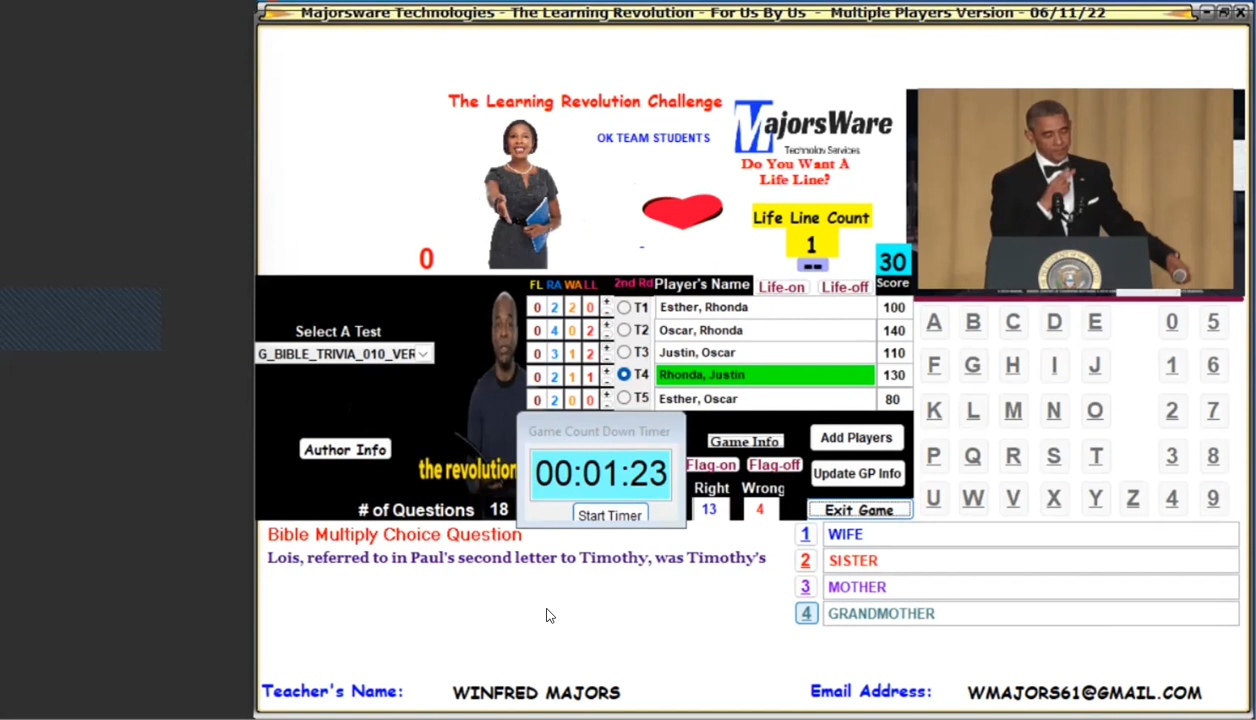 Majorsware Technologies - The Learning Revolution - For Us By Us - Multiple Players Version - 06/11/22
The Learning Revolution Challenge
OK TEAM STUDENTS
MajorsWare
Technology Services
Do You Want A
Life Line?
Life Line Count
1
--
0
30
FL RA WA LL 2nd Rd Player's Name Life-on Life-off Score
0 2 2 0 + - T1 Esther, Rhonda 100
0 4 0 2 + - T2 Oscar, Rhonda 140
0 3 1 2 + - T3 Justin, Oscar 110
0 2 1 1 + - T4 Rhonda, Justin 130
0 2 0 0 + - T5 Esther, Oscar 80
Select A Test
G_BIBLE_TRIVIA_010_VER
Author Info
the revolution
# of Questions 18
Game Count Down Timer
00:01:23
Start Timer
Game Info
Flag-on Flag-off
Right Wrong
13 4
Add Players
Update GP Info
Exit Game
A B C D E 0 5
F G H I J 1 6
K L M N O 2 7
P Q R S T 3 8
U W V X Y Z 4 9
Bible Multiply Choice Question
Lois, referred to in Paul's second letter to Timothy, was Timothy's
1 WIFE
2 SISTER
3 MOTHER
4 GRANDMOTHER
Teacher's Name: WINFRED MAJORS
Email Address: WMAJORS61@GMAIL.COM